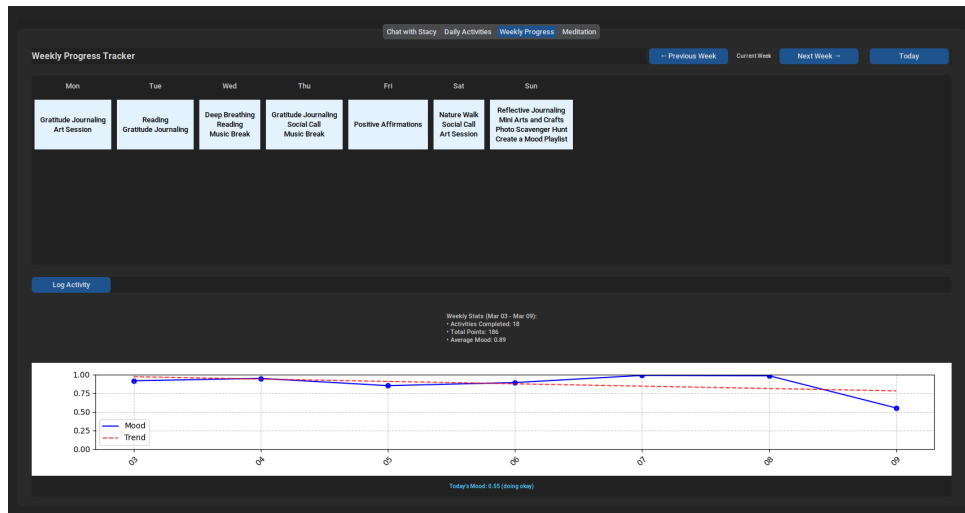 Chat with Stacy Daily Activities Weekly Progress Meditation
Weekly Progress Tracker
← Previous Week Current Week Next Week → Today
Mon Tue Wed Thu Fri Sat Sun
Gratitude Journaling
Art Session
Reading
Gratitude Journaling
Deep Breathing
Reading
Music Break
Gratitude Journaling
Social Call
Music Break
Positive Affirmations
Nature Walk
Social Call
Art Session
Reflective Journaling
Mini Arts and Crafts
Photo Scavenger Hunt
Create a Mood Playlist
Log Activity
Weekly Stats (Mar 03 - Mar 09):
• Activities Completed: 18
• Total Points: 186
• Average Mood: 0.89
1.00
0.75
0.50
0.25
0.00
Mood
Trend
03 04 05 06 07 08 09
Today's Mood: 0.55 (doing okay)